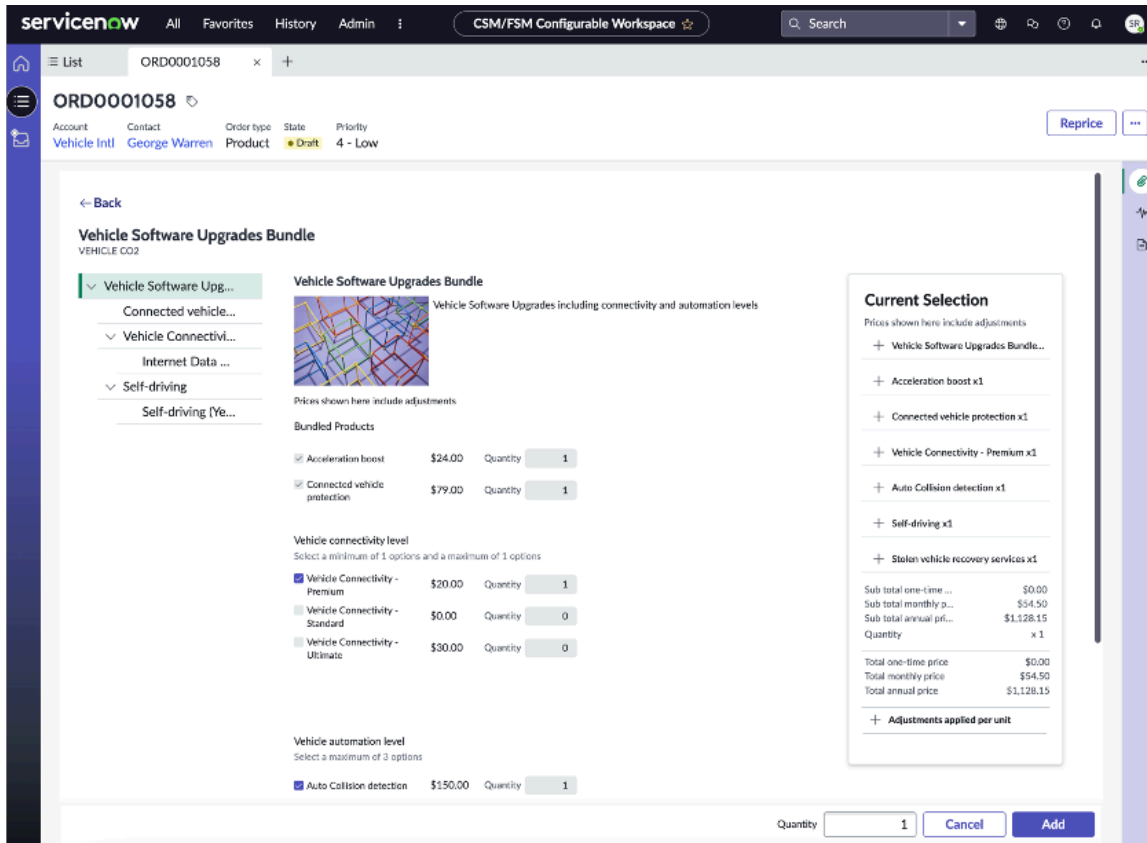 servicenow All Favorites History Admin CSM/FSM Configurable Workspace Search SR
List ORD0001058 × +
ORD0001058
Account Contact Order type State Priority
Vehicle Intl George Warren Product Draft 4 - Low
Reprice
← Back
Vehicle Software Upgrades Bundle
VEHICLE CO2
Vehicle Software Upg...
Connected vehicle...
Vehicle Connectivi...
Internet Data ...
Self-driving
Self-driving (Ye...
Vehicle Software Upgrades Bundle
Vehicle Software Upgrades including connectivity and automation levels
Prices shown here include adjustments
Bundled Products
Acceleration boost $24.00 Quantity 1
Connected vehicle protection $79.00 Quantity 1
Vehicle connectivity level
Select a minimum of 1 options and a maximum of 1 options
Vehicle Connectivity - Premium $20.00 Quantity 1
Vehicle Connectivity - Standard $0.00 Quantity 0
Vehicle Connectivity - Ultimate $30.00 Quantity 0
Vehicle automation level
Select a maximum of 3 options
Auto Collision detection $150.00 Quantity 1
Current Selection
Prices shown here include adjustments
+ Vehicle Software Upgrades Bundle...
+ Acceleration boost x1
+ Connected vehicle protection x1
+ Vehicle Connectivity - Premium x1
+ Auto Collision detection x1
+ Self-driving x1
+ Stolen vehicle recovery services x1
Sub total one-time ... $0.00
Sub total monthly p... $54.50
Sub total annual pri... $1,128.15
Quantity x 1
Total one-time price $0.00
Total monthly price $54.50
Total annual price $1,128.15
+ Adjustments applied per unit
Quantity 1 Cancel Add